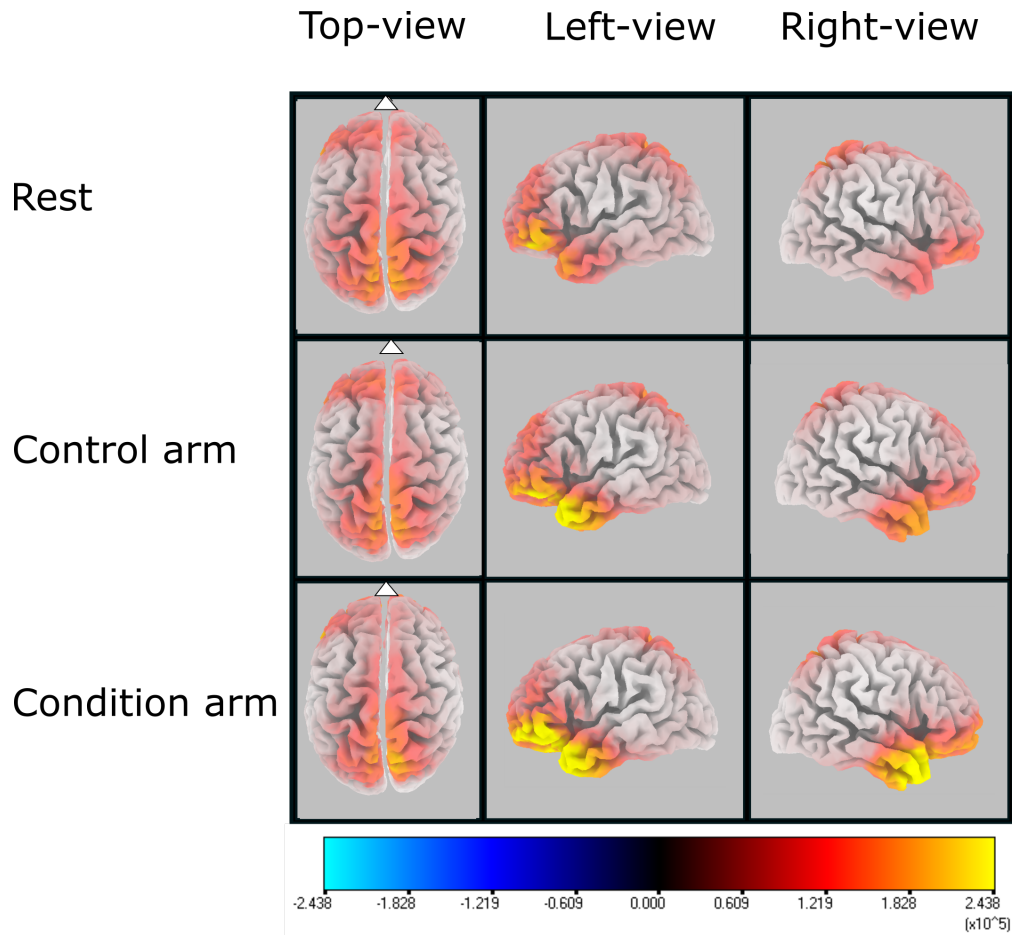 Top-view Left-view Right-view
Rest
Control arm
Condition arm
-2.438 -1.828 -1.219 -0.609 0.000 0.609 1.219 1.828 2.438
(x10^5)